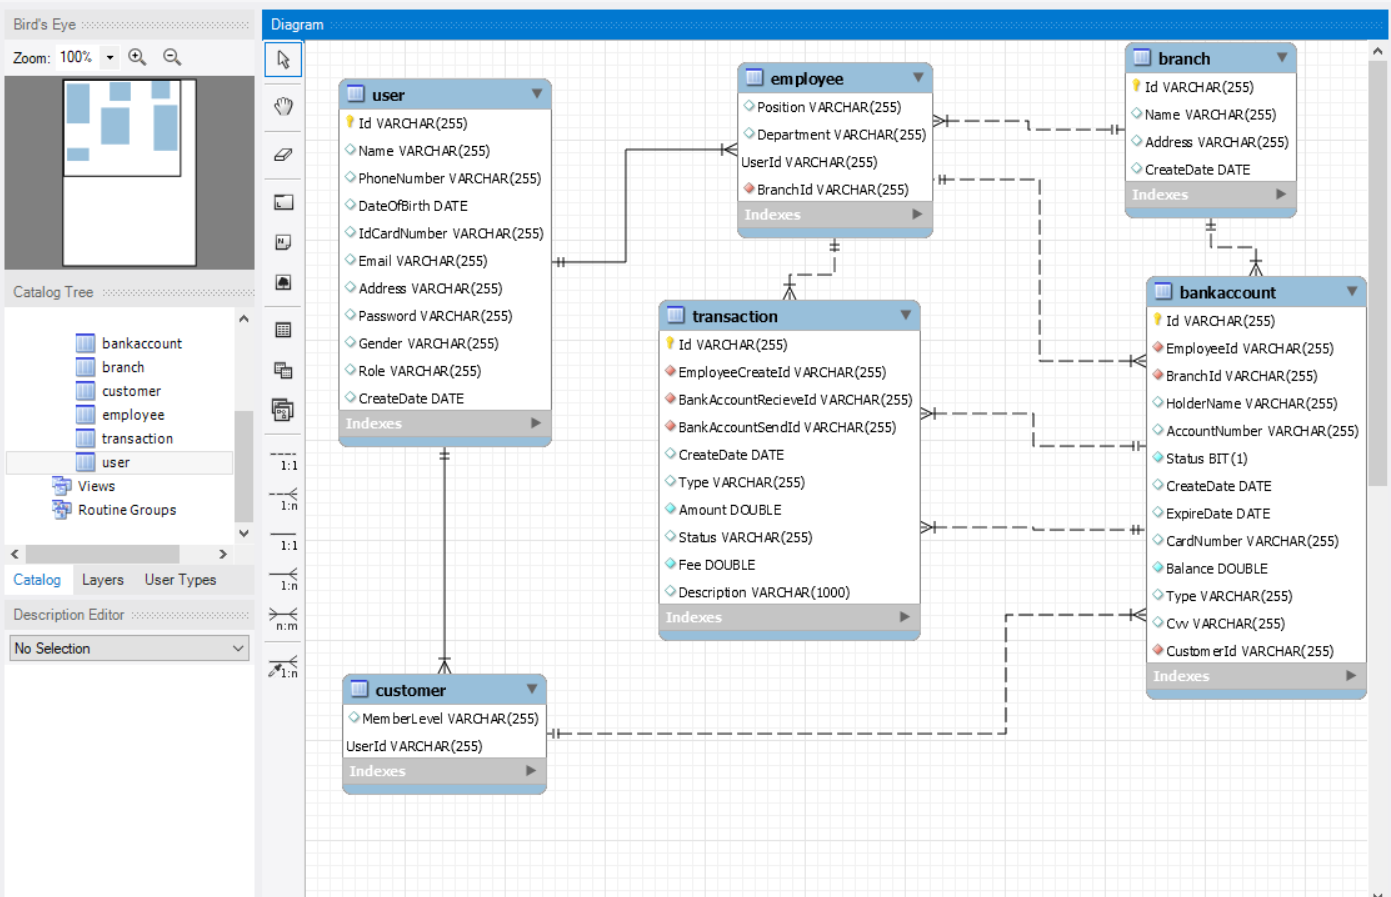 Bird's Eye
Zoom: 100%
Catalog Tree
bankaccount
branch
customer
employee
transaction
user
Views
Routine Groups
Catalog Layers User Types
Description Editor
No Selection
Diagram
1:1
1:n
1:1
1:n
n:m
1:n
user
Id VARCHAR(255)
Name VARCHAR(255)
PhoneNumber VARCHAR(255)
DateOfBirth DATE
IdCardNumber VARCHAR(255)
Email VARCHAR(255)
Address VARCHAR(255)
Password VARCHAR(255)
Gender VARCHAR(255)
Role VARCHAR(255)
CreateDate DATE
Indexes
customer
MemberLevel VARCHAR(255)
UserId VARCHAR(255)
Indexes
employee
Position VARCHAR(255)
Department VARCHAR(255)
UserId VARCHAR(255)
BranchId VARCHAR(255)
Indexes
transaction
Id VARCHAR(255)
EmployeeCreateId VARCHAR(255)
BankAccountRecieveId VARCHAR(255)
BankAccountSendId VARCHAR(255)
CreateDate DATE
Type VARCHAR(255)
Amount DOUBLE
Status VARCHAR(255)
Fee DOUBLE
Description VARCHAR(1000)
Indexes
branch
Id VARCHAR(255)
Name VARCHAR(255)
Address VARCHAR(255)
CreateDate DATE
Indexes
bankaccount
Id VARCHAR(255)
EmployeeId VARCHAR(255)
BranchId VARCHAR(255)
HolderName VARCHAR(255)
AccountNumber VARCHAR(255)
Status BIT(1)
CreateDate DATE
ExpireDate DATE
CardNumber VARCHAR(255)
Balance DOUBLE
Type VARCHAR(255)
Cvv VARCHAR(255)
CustomerId VARCHAR(255)
Indexes